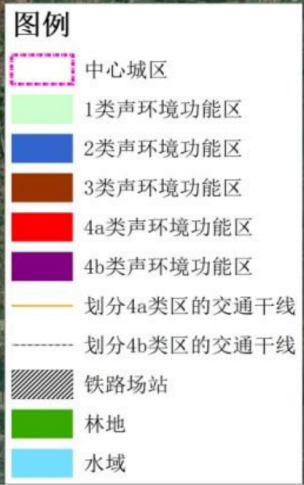 图例
中心城区
1类声环境功能区
2类声环境功能区
3类声环境功能区
4a类声环境功能区
4b类声环境功能区
划分4a类区的交通干线
划分4b类区的交通干线
铁路场站
林地
水域